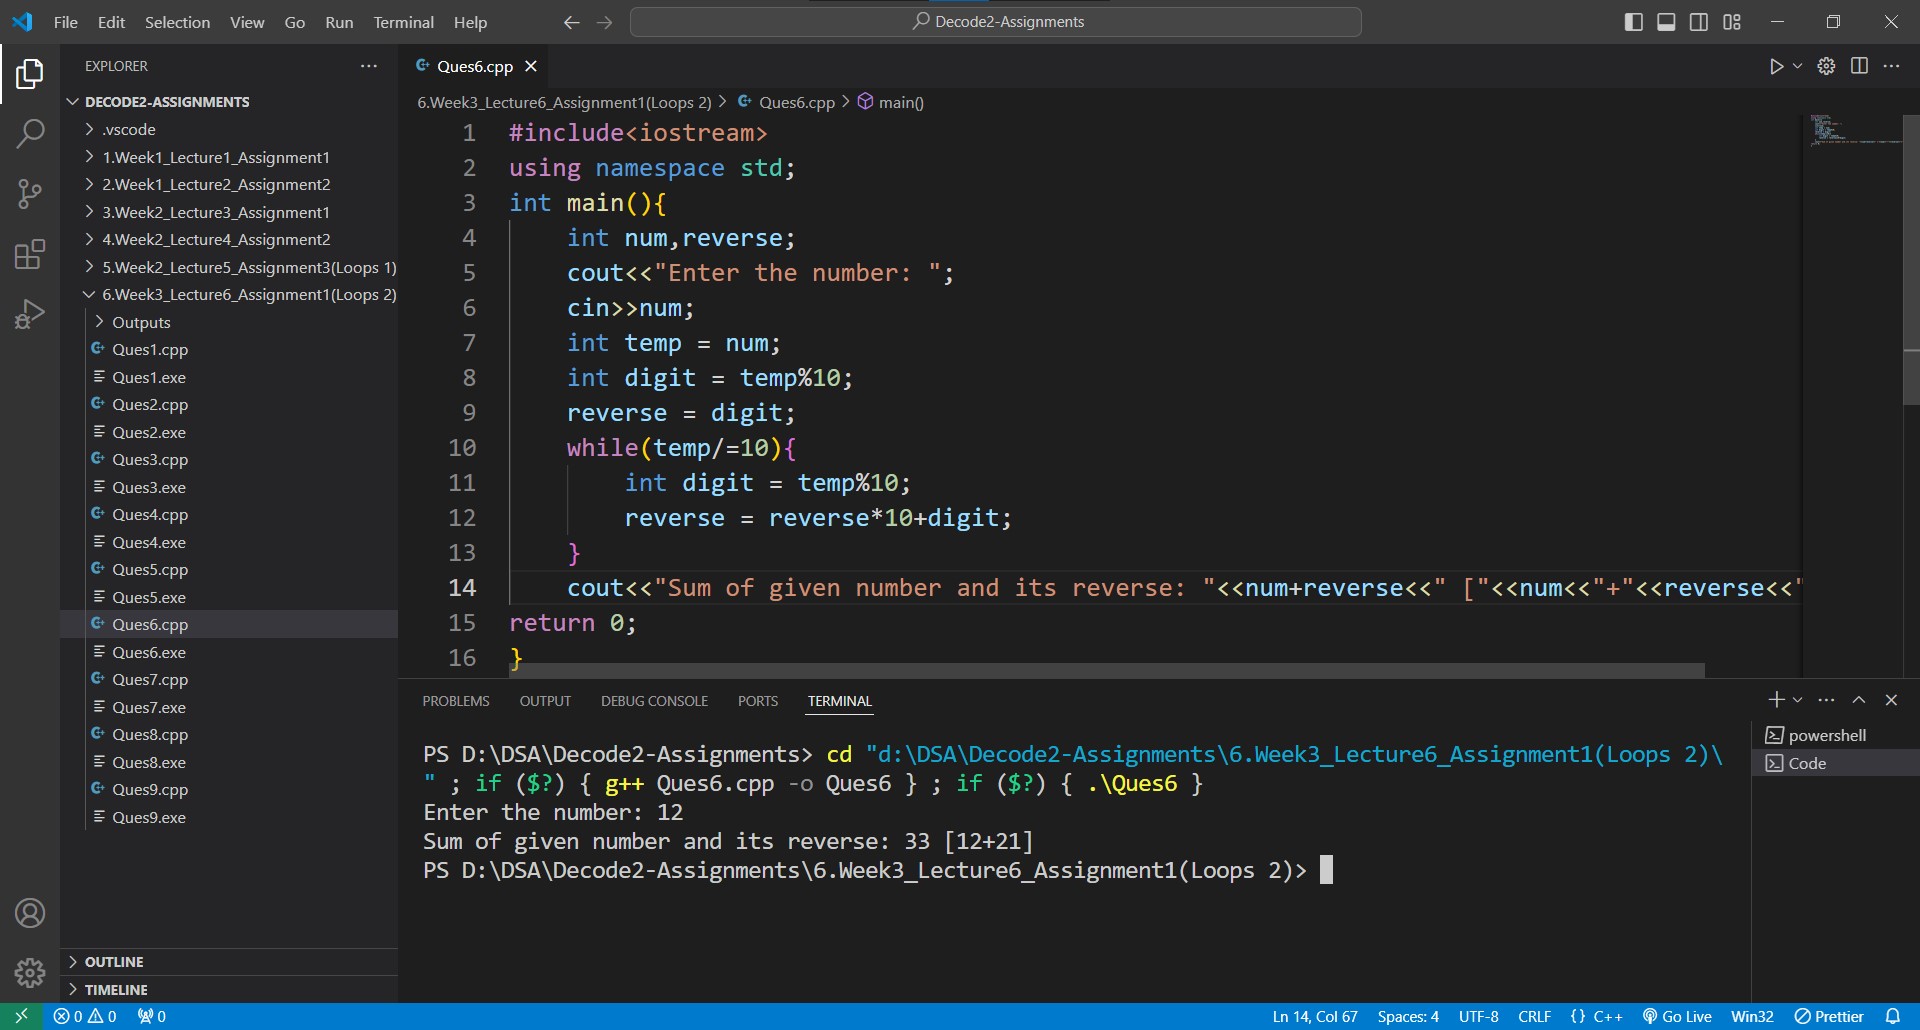 File Edit Selection View Go Run Terminal Help
Decode2-Assignments
EXPLORER
DECODE2-ASSIGNMENTS
.vscode
1.Week1_Lecture1_Assignment1
2.Week1_Lecture2_Assignment2
3.Week2_Lecture3_Assignment1
4.Week2_Lecture4_Assignment2
5.Week2_Lecture5_Assignment3(Loops 1)
6.Week3_Lecture6_Assignment1(Loops 2)
Outputs
Ques1.cpp
Ques1.exe
Ques2.cpp
Ques2.exe
Ques3.cpp
Ques3.exe
Ques4.cpp
Ques4.exe
Ques5.cpp
Ques5.exe
Ques6.cpp
Ques6.exe
Ques7.cpp
Ques7.exe
Ques8.cpp
Ques8.exe
Ques9.cpp
Ques9.exe
OUTLINE
TIMELINE
Ques6.cpp
6.Week3_Lecture6_Assignment1(Loops 2) > Ques6.cpp > main()
1 #include<iostream>
2 using namespace std;
3 int main(){
4 int num,reverse;
5 cout<<"Enter the number: ";
6 cin>>num;
7 int temp = num;
8 int digit = temp%10;
9 reverse = digit;
10 while(temp/=10){
11 int digit = temp%10;
12 reverse = reverse*10+digit;
13 }
14 cout<<"Sum of given number and its reverse: "<<num+reverse<<" ["<<num<<"+"<<reverse<<"
15 return 0;
16 }
PROBLEMS OUTPUT DEBUG CONSOLE PORTS TERMINAL
PS D:\DSA\Decode2-Assignments> cd "d:\DSA\Decode2-Assignments\6.Week3_Lecture6_Assignment1(Loops 2)\
" ; if ($?) { g++ Ques6.cpp -o Ques6 } ; if ($?) { .\Ques6 }
Enter the number: 12
Sum of given number and its reverse: 33 [12+21]
PS D:\DSA\Decode2-Assignments\6.Week3_Lecture6_Assignment1(Loops 2)>
powershell
Code
0 0 0
Ln 14, Col 67 Spaces: 4 UTF-8 CRLF {} C++ Go Live Win32 Prettier